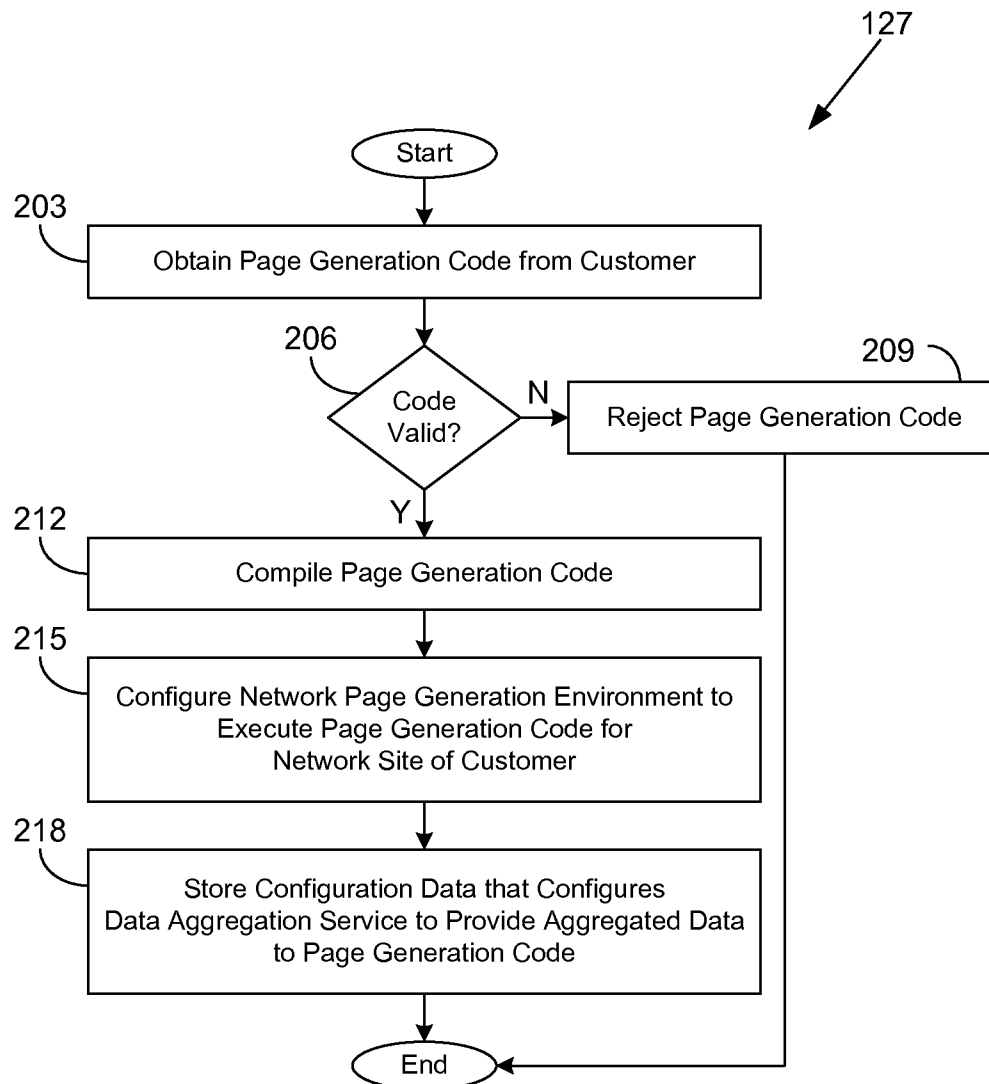 127
Start
203
Obtain Page Generation Code from Customer
206
209
Code
Valid?
N
Reject Page Generation Code
Y
212
Compile Page Generation Code
215
Configure Network Page Generation Environment to
Execute Page Generation Code for
Network Site of Customer
218
Store Configuration Data that Configures
Data Aggregation Service to Provide Aggregated Data
to Page Generation Code
End